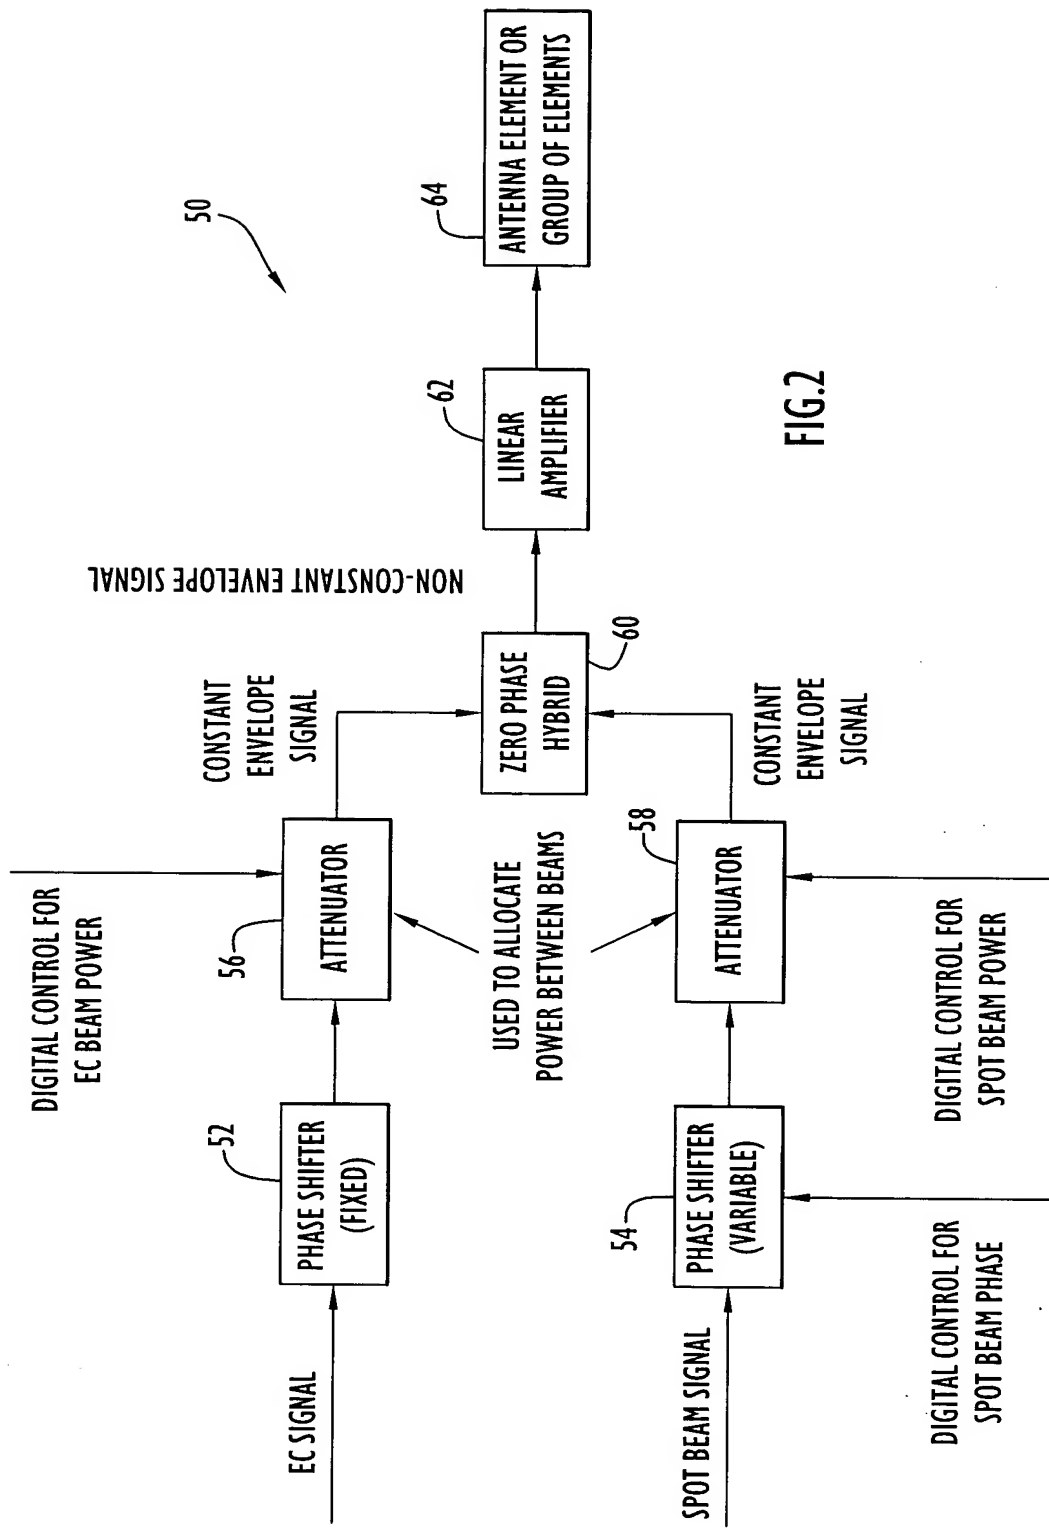 50
DIGITAL CONTROL FOR
EC BEAM POWER
EC SIGNAL
52
PHASE SHIFTER
(FIXED)
56
ATTENUATOR
CONSTANT
ENVELOPE
SIGNAL
USED TO ALLOCATE
POWER BETWEEN BEAMS
ZERO PHASE
HYBRID
60
NON-CONSTANT ENVELOPE SIGNAL
62
LINEAR
AMPLIFIER
64
ANTENNA ELEMENT OR
GROUP OF ELEMENTS
SPOT BEAM SIGNAL
54
PHASE SHIFTER
(VARIABLE)
58
ATTENUATOR
CONSTANT
ENVELOPE
SIGNAL
DIGITAL CONTROL FOR
SPOT BEAM PHASE
DIGITAL CONTROL FOR
SPOT BEAM POWER
FIG.2